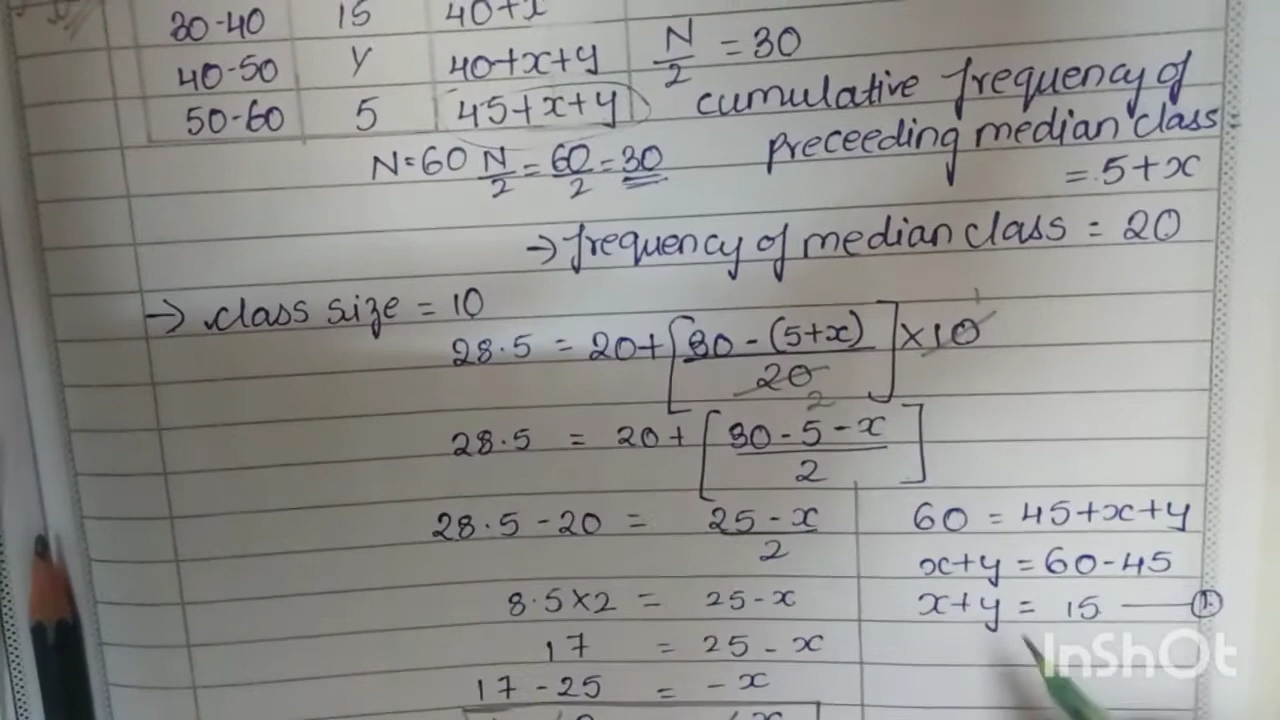 30-40 15 40+x
40-50 y 40+x+y N/2 = 30
50-60 5 45+x+y cumulative frequency of
preceeding median class =
N=60 N/2 = 60/2 = 30 = 5+x
→ frequency of median class = 20
→ class size = 10
28.5 = 20+[30-(5+x)/20]×10
1
2
28.5 = 20+[30-5-x/2]
28.5-20 = 25-x/2
8.5×2 = 25-x
17 = 25-x
17-25 = -x
60 = 45+x+y
x+y = 60-45
x+y = 15 — ①
InShOt